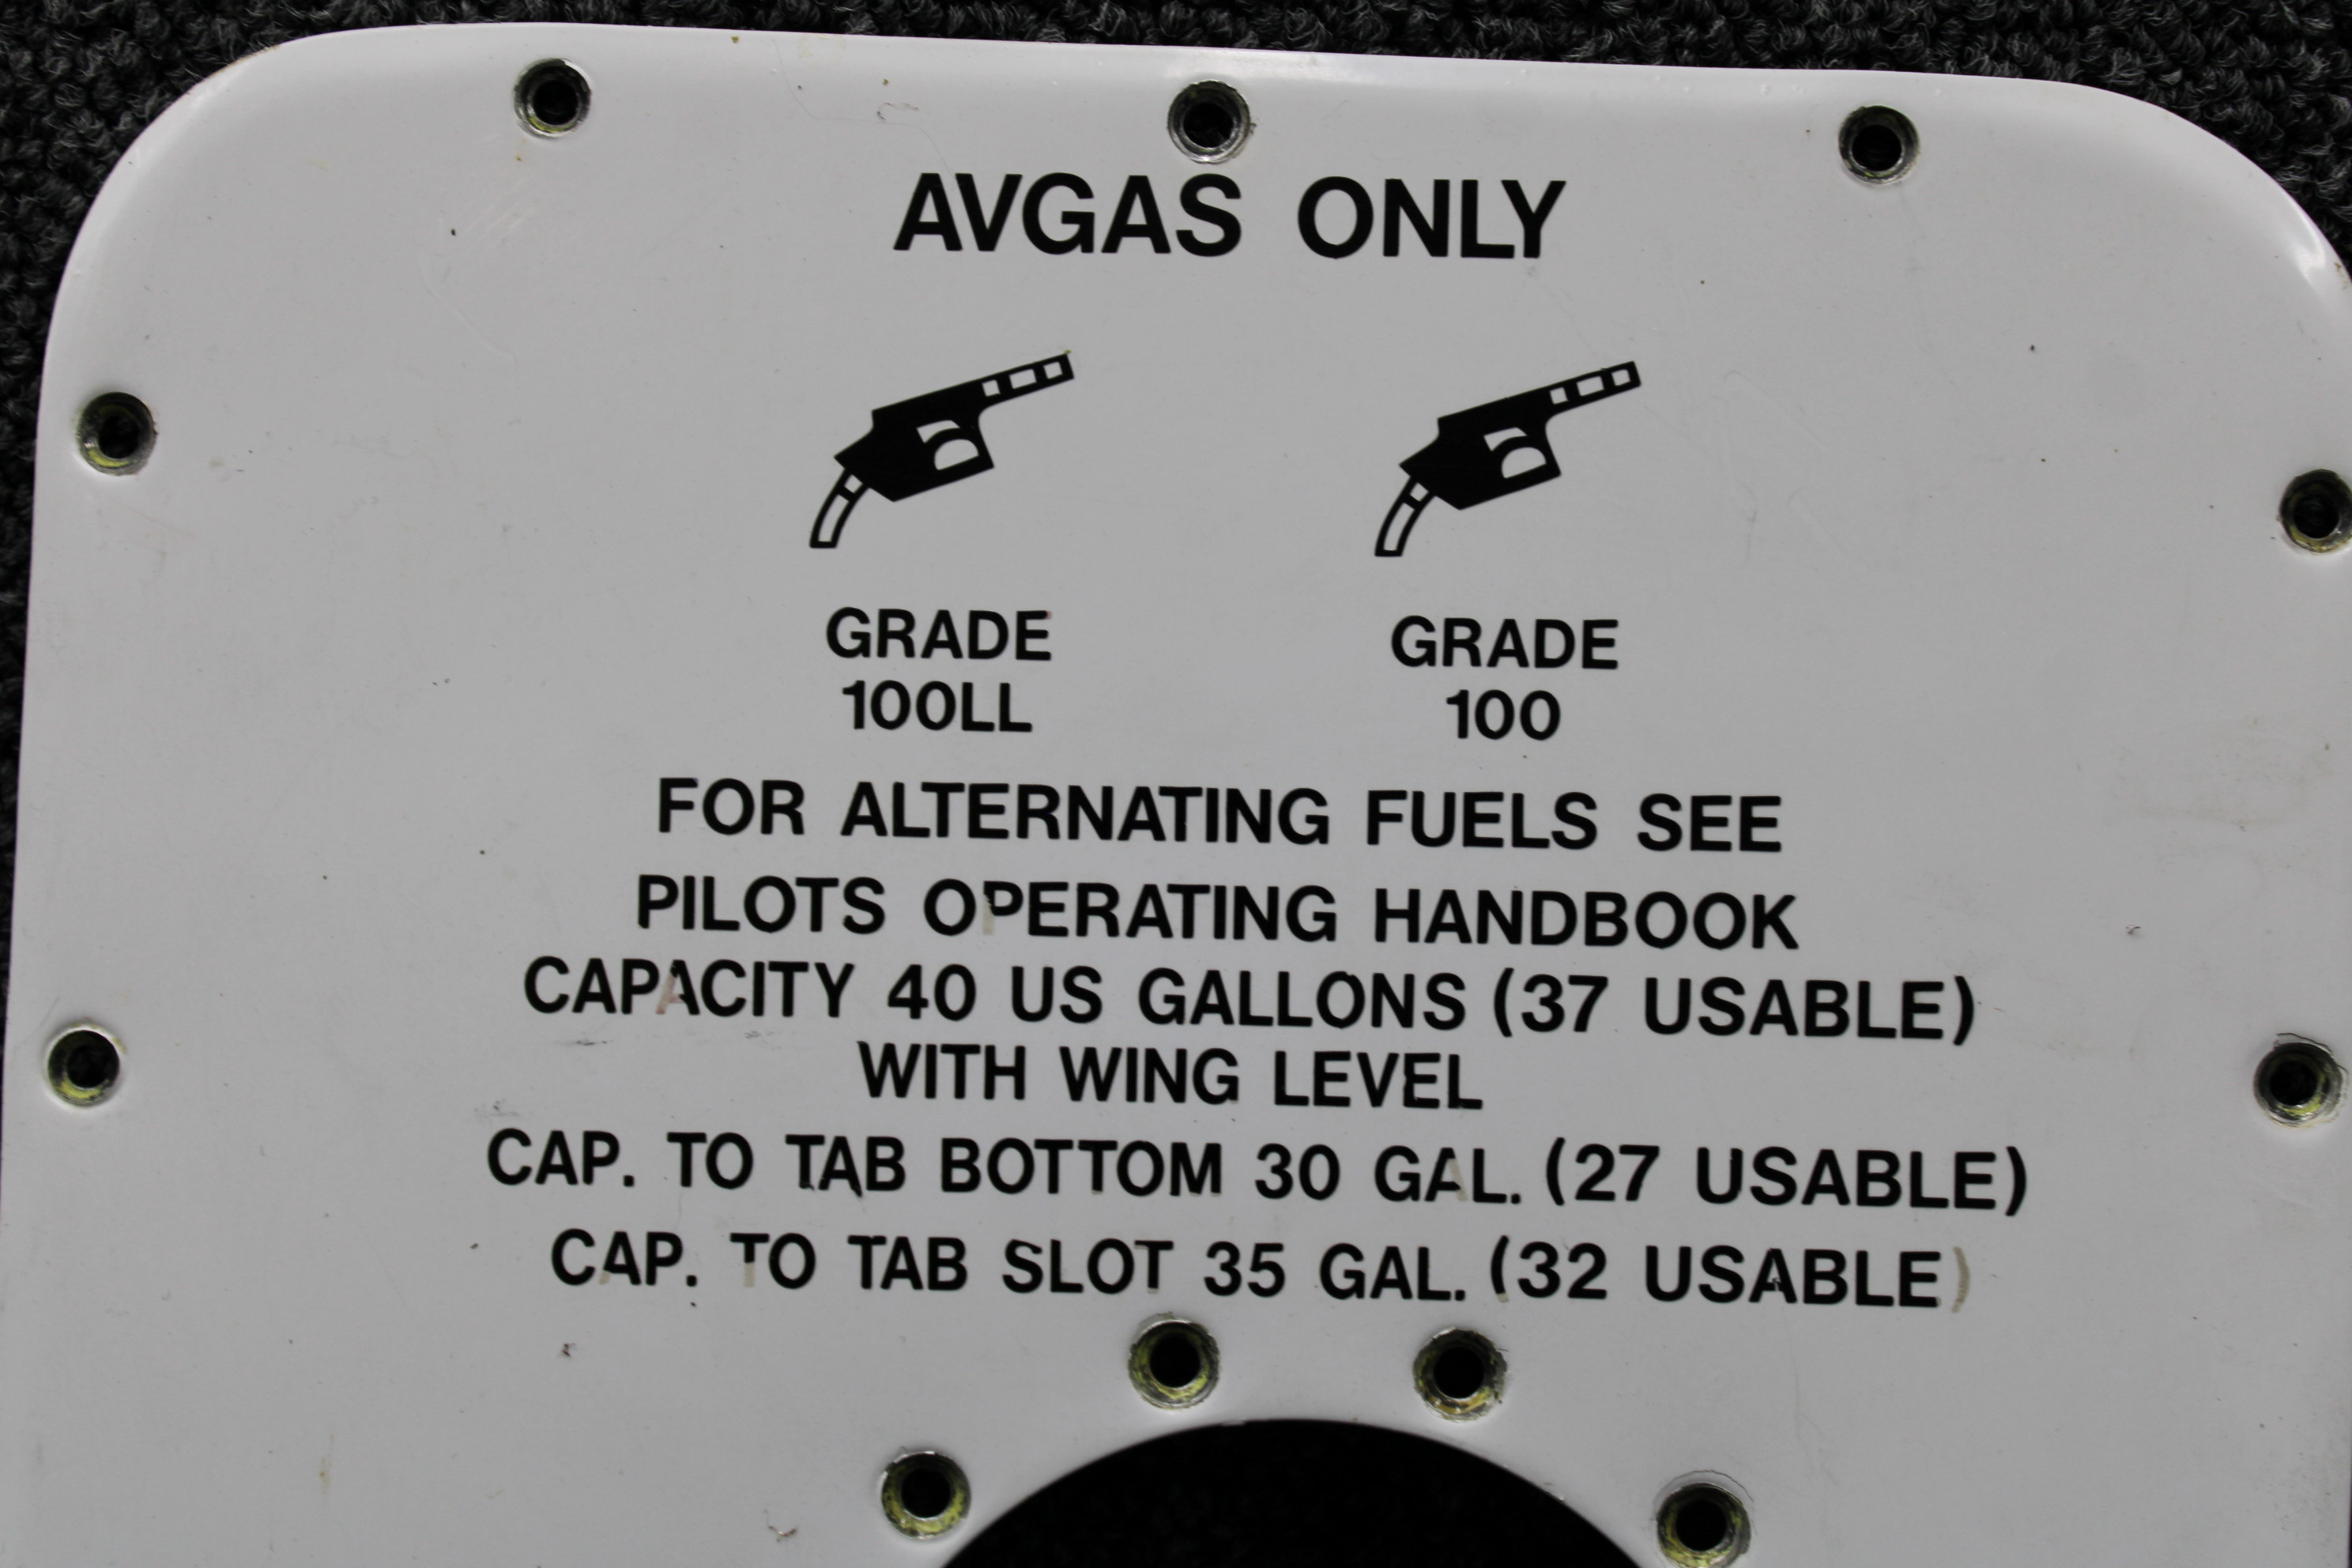 AVGAS ONLY
GRADE GRADE
100LL 100
FOR ALTERNATING FUELS SEE
PILOTS OPERATING HANDBOOK
CAPACITY 40 US GALLONS (37 USABLE)
WITH WING LEVEL
CAP. TO TAB BOTTOM 30 GAL. (27 USABLE)
CAP. TO TAB SLOT 35 GAL. (32 USABLE)